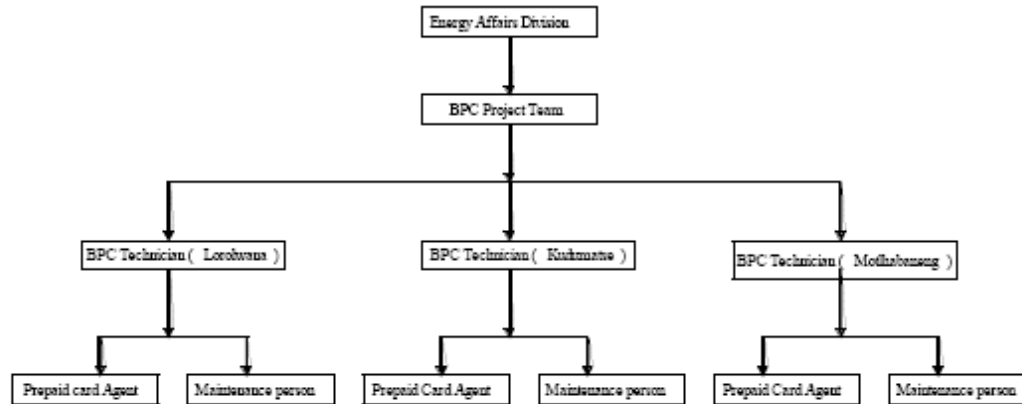 Energy Affairs Division
BPC Project Team
BPC Technician ( Lorolwana )
BPC Technician ( Kudumatse )
BPC Technician ( Motlhabaneng )
Prepaid card Agent
Maintenance person
Prepaid Card Agent
Maintenance person
Prepaid Card Agent
Maintenance person